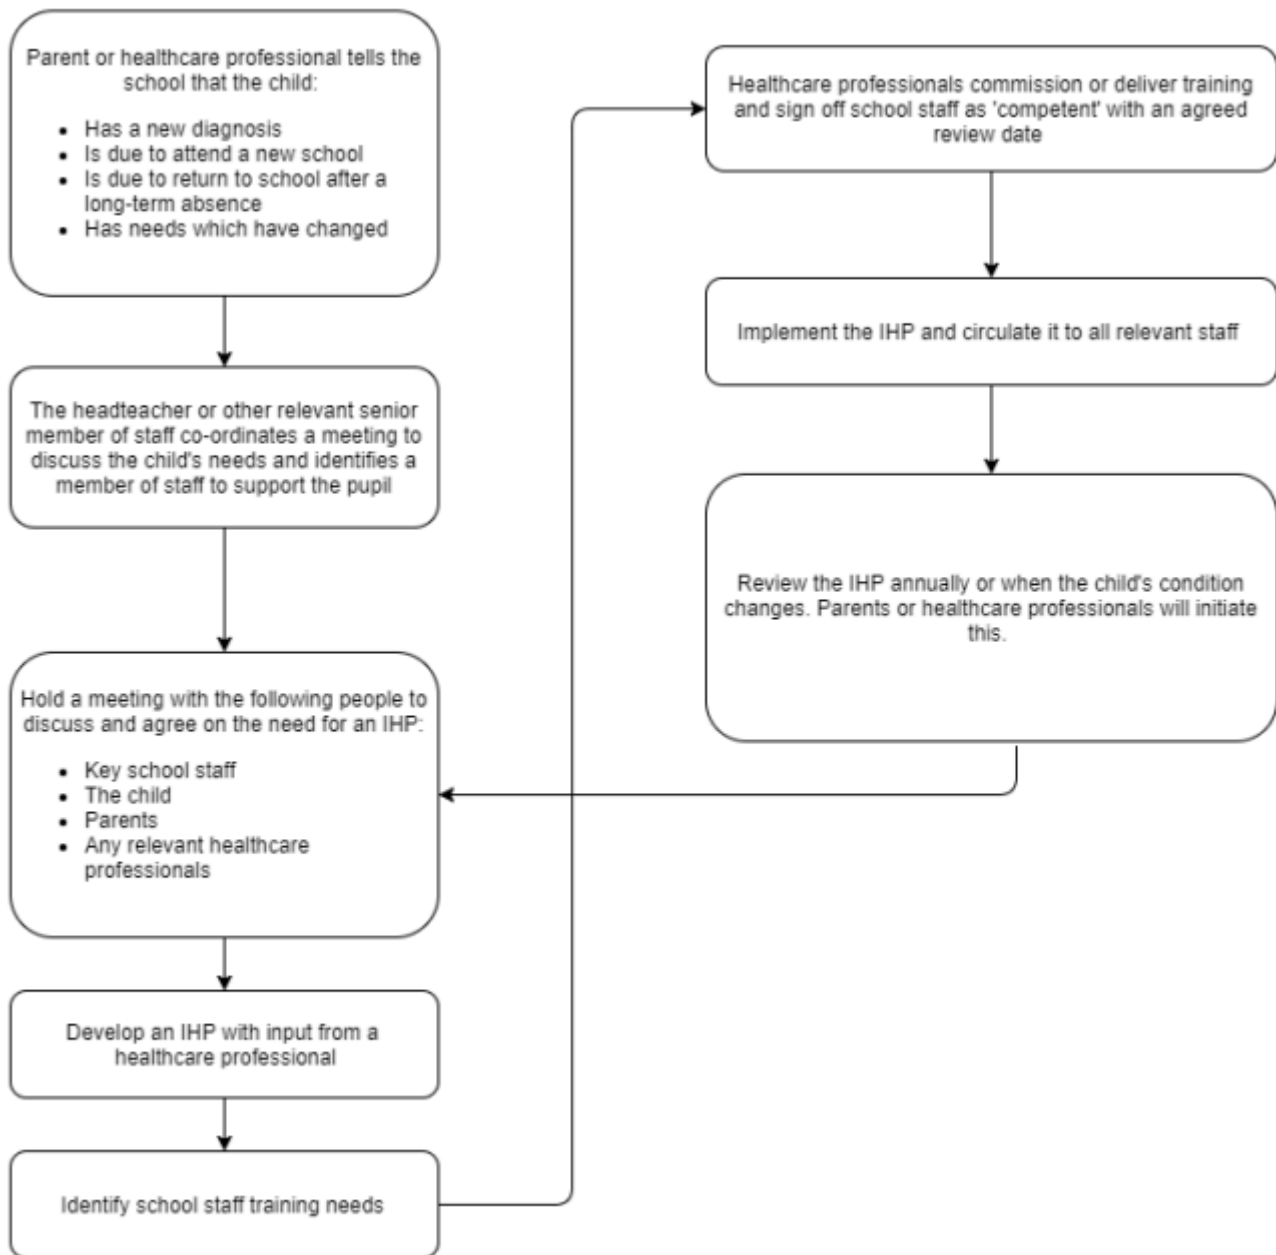 Parent or healthcare professional tells the
school that the child:
• Has a new diagnosis
• Is due to attend a new school
• Is due to return to school after a
long-term absence
• Has needs which have changed
The headteacher or other relevant senior
member of staff co-ordinates a meeting to
discuss the child's needs and identifies a
member of staff to support the pupil
Hold a meeting with the following people to
discuss and agree on the need for an IHP:
• Key school staff
• The child
• Parents
• Any relevant healthcare
professionals
Develop an IHP with input from a
healthcare professional
Identify school staff training needs
Healthcare professionals commission or deliver training
and sign off school staff as 'competent' with an agreed
review date
Implement the IHP and circulate it to all relevant staff
Review the IHP annually or when the child's condition
changes. Parents or healthcare professionals will initiate
this.